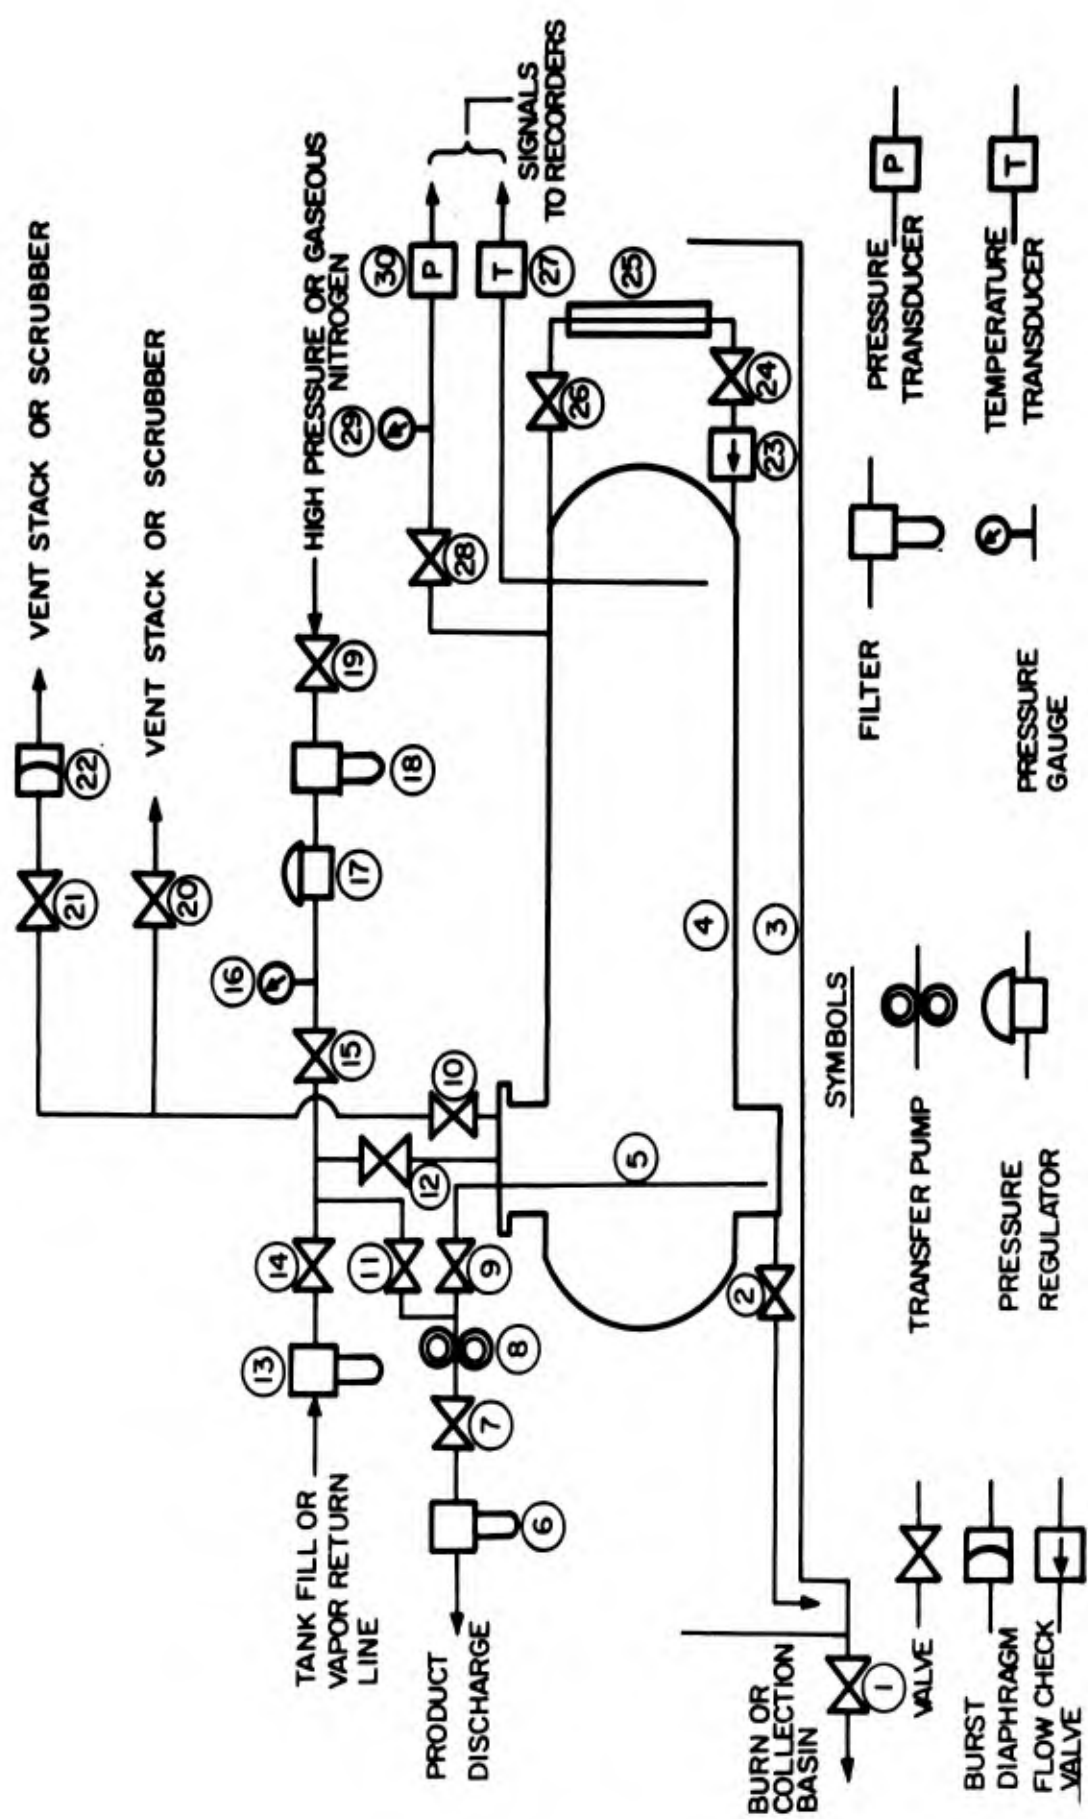 VENT STACK OR SCRUBBER
22
21
VENT STACK OR SCRUBBER
20
HIGH PRESSURE OR GASEOUS
NITROGEN
16
15
17
18
19
29
30
P
T
27
SIGNALS
TO RECORDERS
28
14
13
TANK FILL OR
VAPOR RETURN
LINE
12
10
11
9
8
7
6
PRODUCT
DISCHARGE
5
4
3
26
25
24
23
2
BURN OR
COLLECTION
BASIN
1
SYMBOLS
VALVE
TRANSFER PUMP
FILTER
PRESSURE
TRANSDUCER
P
BURST
DIAPHRAGM
FLOW CHECK
VALVE
PRESSURE
REGULATOR
PRESSURE
GAUGE
TEMPERATURE
TRANSDUCER
T